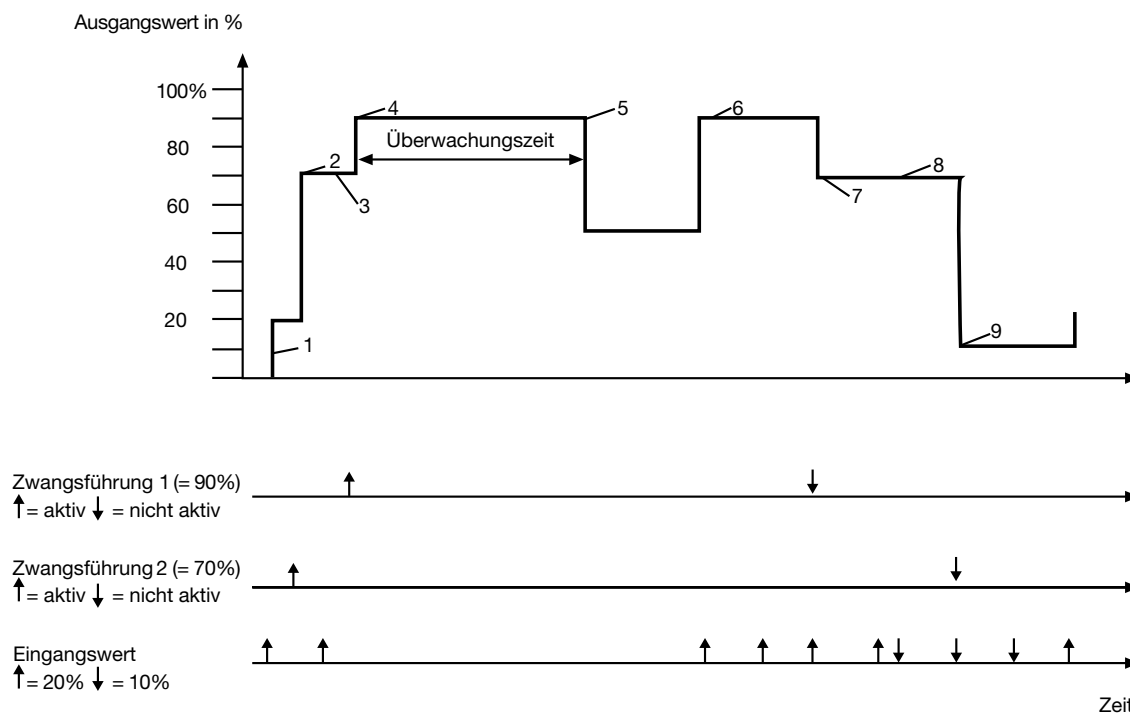 Ausgangswert in %
100%
80
60
40
20
1
2
3
4
Überwachungszeit
5
6
7
8
9
Zwangsführung 1 (= 90%)
↑= aktiv ↓ = nicht aktiv
Zwangsführung 2 (= 70%)
↑= aktiv ↓ = nicht aktiv
Eingangswert
↑= 20% ↓ = 10%
Zeit